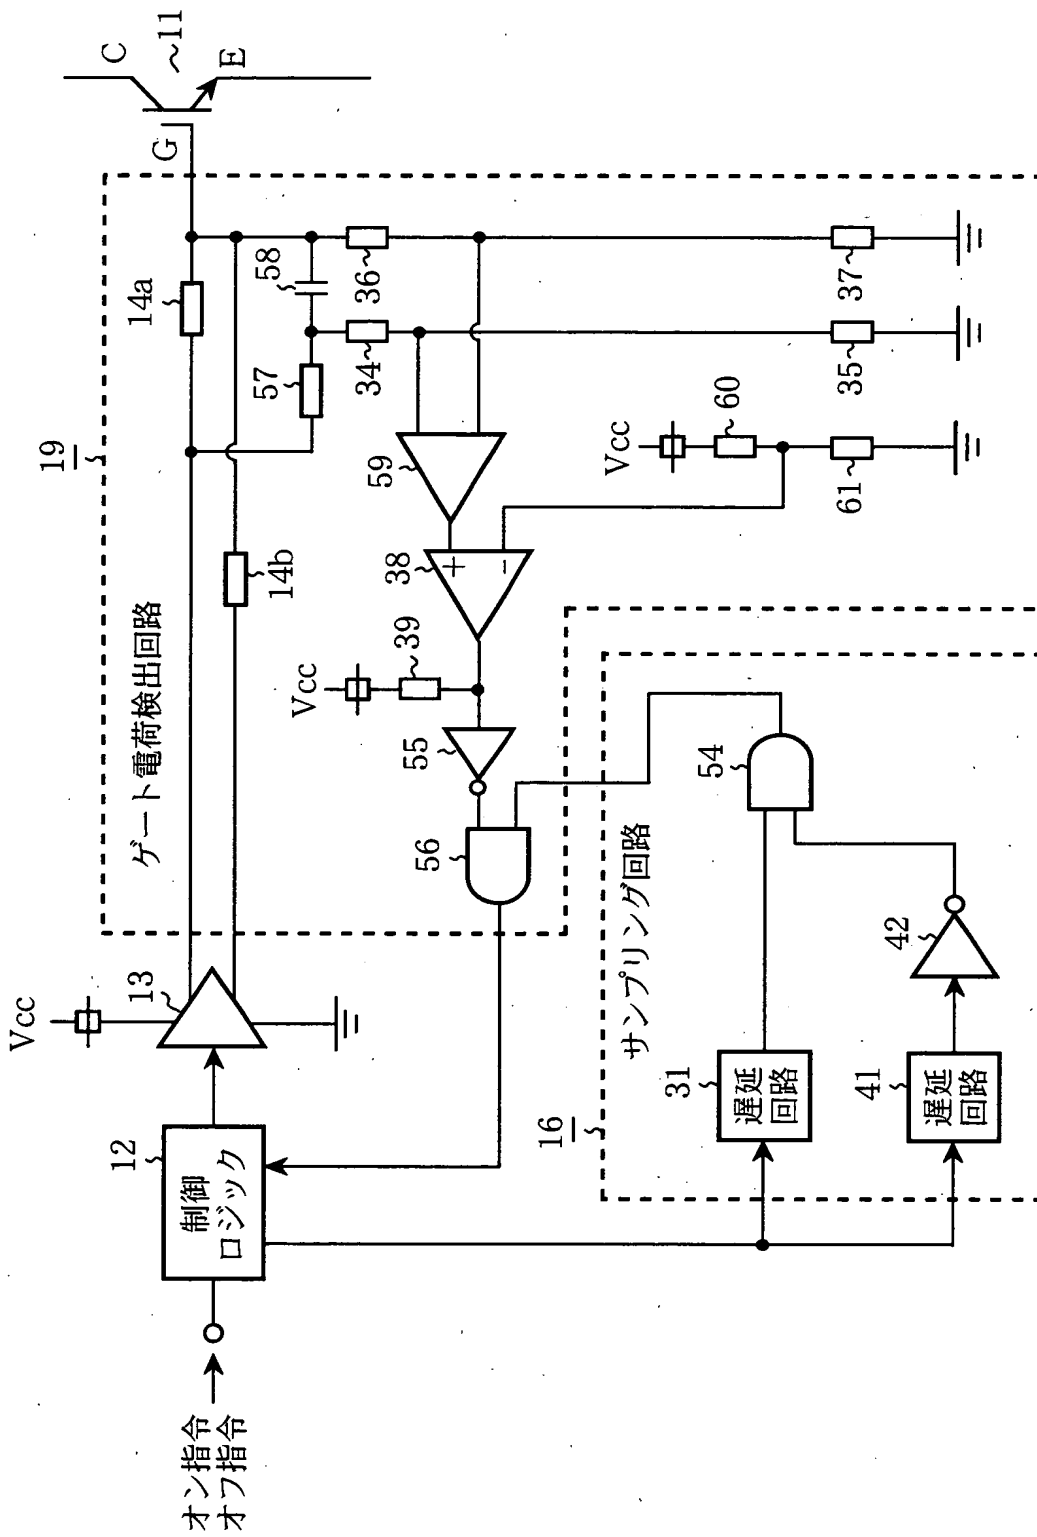 オン指令
オフ指令
12
制御
ロジック
Vcc
13
19
ゲート電荷検出回路
14a
14b
C
11
E
G
57
58
36
34
37
35
59
38
+
−
Vcc
39
Vcc
60
61
55
56
16
サンプリング回路
31
遅延
回路
41
遅延
回路
42
54